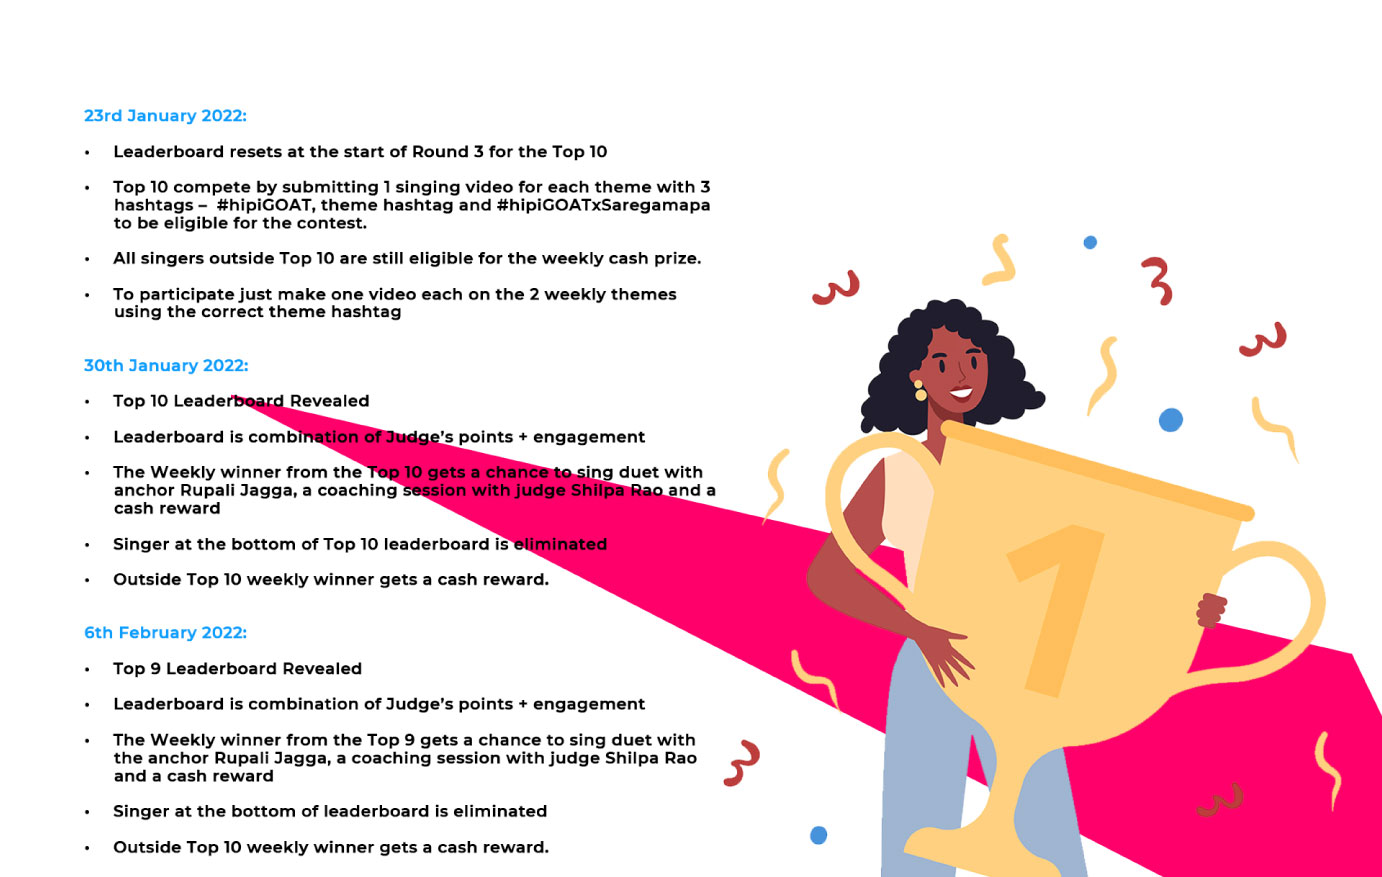 23rd January 2022:
• Leaderboard resets at the start of Round 3 for the Top 10
• Top 10 compete by submitting 1 singing video for each theme with 3
hashtags – #hipiGOAT, theme hashtag and #hipiGOATxSaregamapa
to be eligible for the contest.
• All singers outside Top 10 are still eligible for the weekly cash prize.
• To participate just make one video each on the 2 weekly themes
using the correct theme hashtag
30th January 2022:
• Top 10 Leaderboard Revealed
• Leaderboard is combination of Judge's points + engagement
• The Weekly winner from the Top 10 gets a chance to sing duet with
anchor Rupali Jagga, a coaching session with judge Shilpa Rao and a
cash reward
• Singer at the bottom of Top 10 leaderboard is eliminated
• Outside Top 10 weekly winner gets a cash reward.
6th February 2022:
• Top 9 Leaderboard Revealed
• Leaderboard is combination of Judge's points + engagement
• The Weekly winner from the Top 9 gets a chance to sing duet with
the anchor Rupali Jagga, a coaching session with judge Shilpa Rao
and a cash reward
• Singer at the bottom of leaderboard is eliminated
• Outside Top 10 weekly winner gets a cash reward.
1